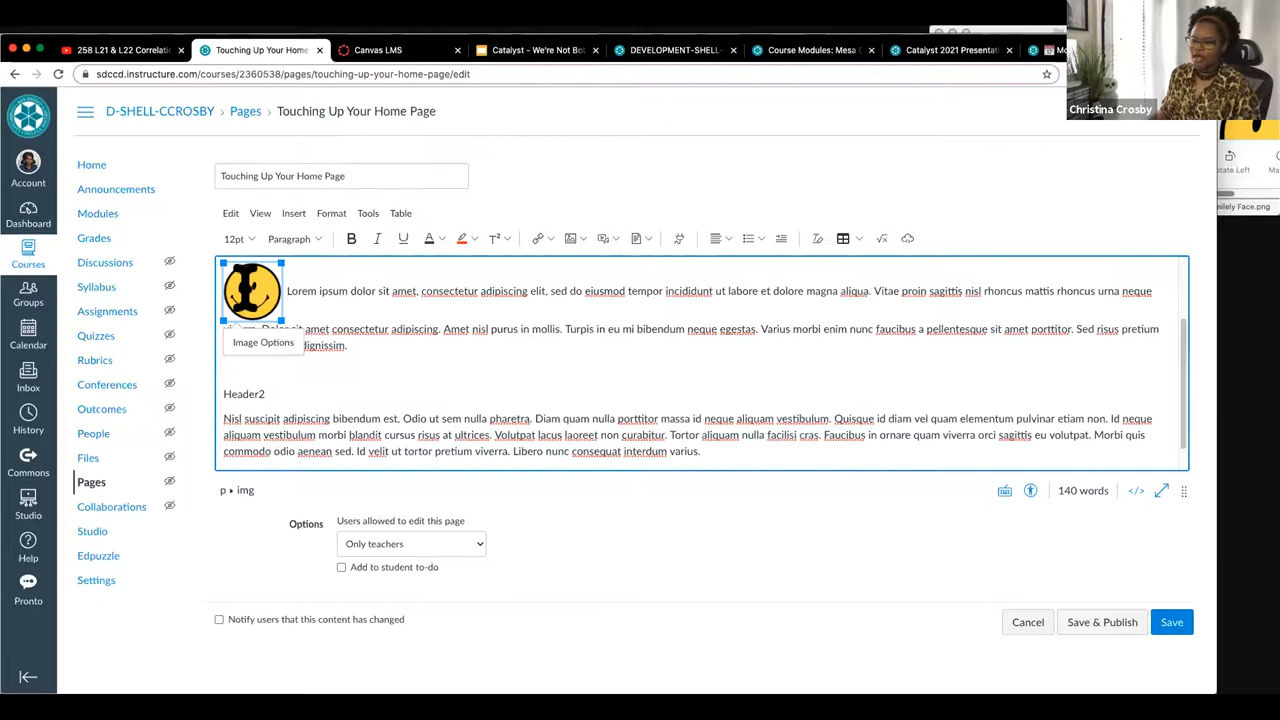 258 L21 & L22 Correlatio
Touching Up Your Home Page
Canvas LMS
Catalyst - We're Not Bo
DEVELOPMENT-SHELL-
Course Modules: Mesa C
Catalyst 2021 Presentat
sdccd.instructure.com/courses/2360538/pages/touching-up-your-home-page/edit
Christina Crosby
D-SHELL-CCROSBY > Pages > Touching Up Your Home Page
Account
Dashboard
Courses
Groups
Calendar
Inbox
History
Commons
Studio
Help
Pronto
Home
Announcements
Modules
Grades
Discussions
Syllabus
Assignments
Quizzes
Rubrics
Conferences
Outcomes
People
Files
Pages
Collaborations
Studio
Edpuzzle
Settings
Touching Up Your Home Page
Edit View Insert Format Tools Table
12pt Paragraph B I U A T²
Lorem ipsum dolor sit amet, consectetur adipiscing elit, sed do eiusmod tempor incididunt ut labore et dolore magna aliqua. Vitae proin sagittis nisl rhoncus mattis rhoncus urna neque
amet consectetur adipiscing. Amet nisl purus in mollis. Turpis in eu mi bibendum neque egestas. Varius morbi enim nunc faucibus a pellentesque sit amet porttitor. Sed risus pretium
dignissim.
Image Options
Header2
Nisl suscipit adipiscing bibendum est. Odio ut sem nulla pharetra. Diam quam nulla porttitor massa id neque aliquam vestibulum. Quisque id diam vel quam elementum pulvinar etiam non. Id neque
aliquam vestibulum morbi blandit cursus risus at ultrices. Volutpat lacus laoreet non curabitur. Tortor aliquam nulla facilisi cras. Faucibus in ornare quam viverra orci sagittis eu volutpat. Morbi quis
commodo odio aenean sed. Id velit ut tortor pretium viverra. Libero nunc consequat interdum varius.
p ▸ img
140 words
</>
Options
Users allowed to edit this page
Only teachers
Add to student to-do
Notify users that this content has changed
Cancel
Save & Publish
Save
otate Left
Ma
milely Face.png